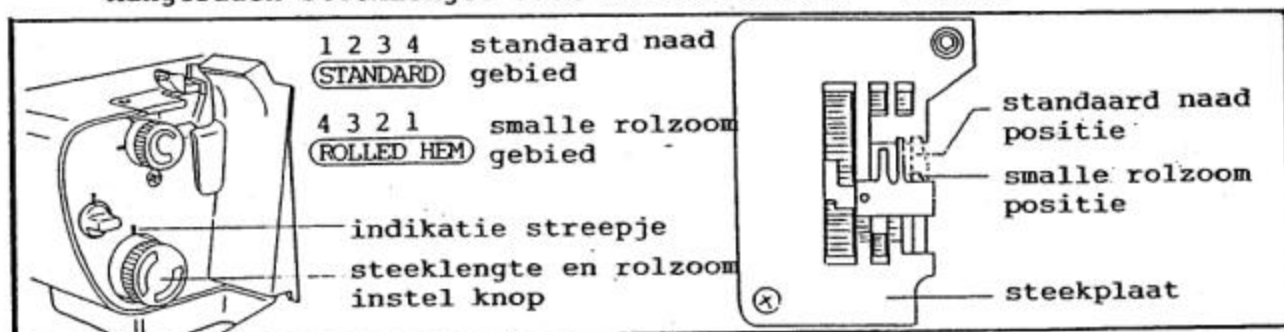 1 2 3 4 standaard naad
STANDARD gebied
4 3 2 1 smalle rolzoom
ROLLED HEM gebied
indikatie streepje
steeklengte en rolzoom
instel knop
standaard naad
positie
smalle rolzoom
positie
steekplaat